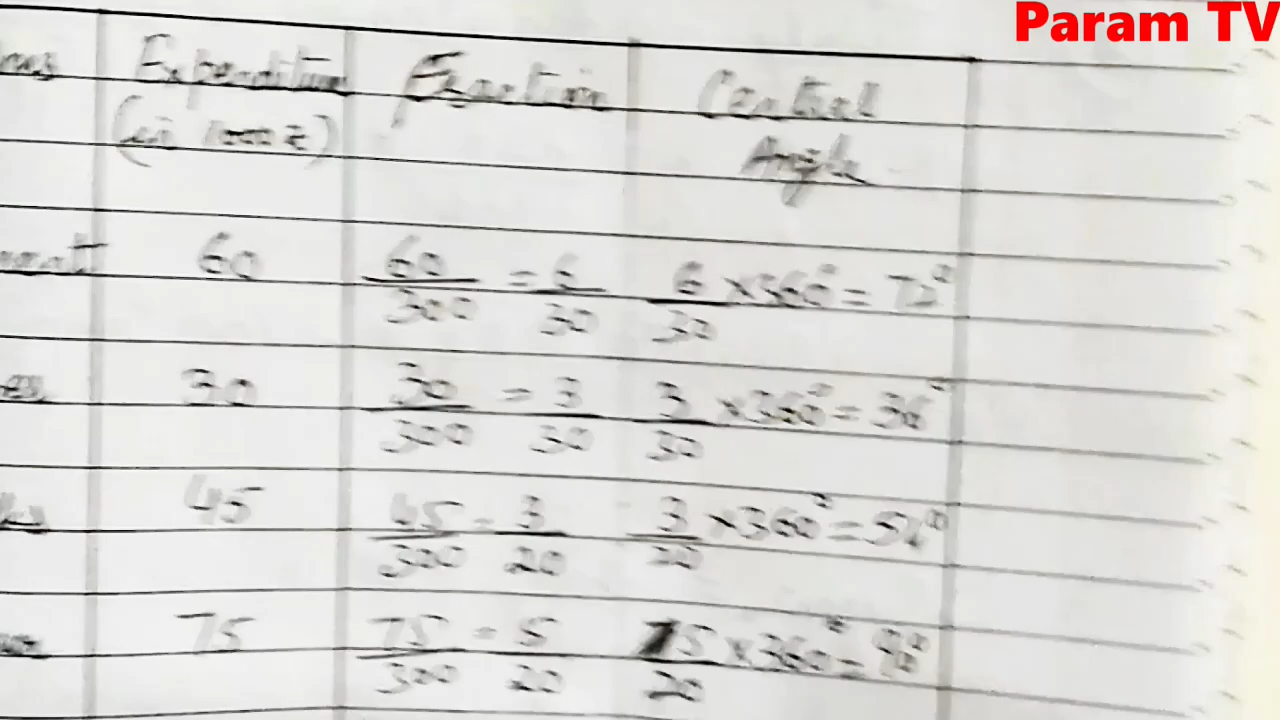 Param TV
Expenditure Fraction Central
(in 1000 ₹) Angle
60 60/300 = 6/30 6/30 ×360° = 72°
30 30/300 = 3/30 3/30 ×360° = 36°
45 45/300 = 3/20 3/20 ×360° = 54°
75 75/300 = 5/20 5/20 ×360° = 90°